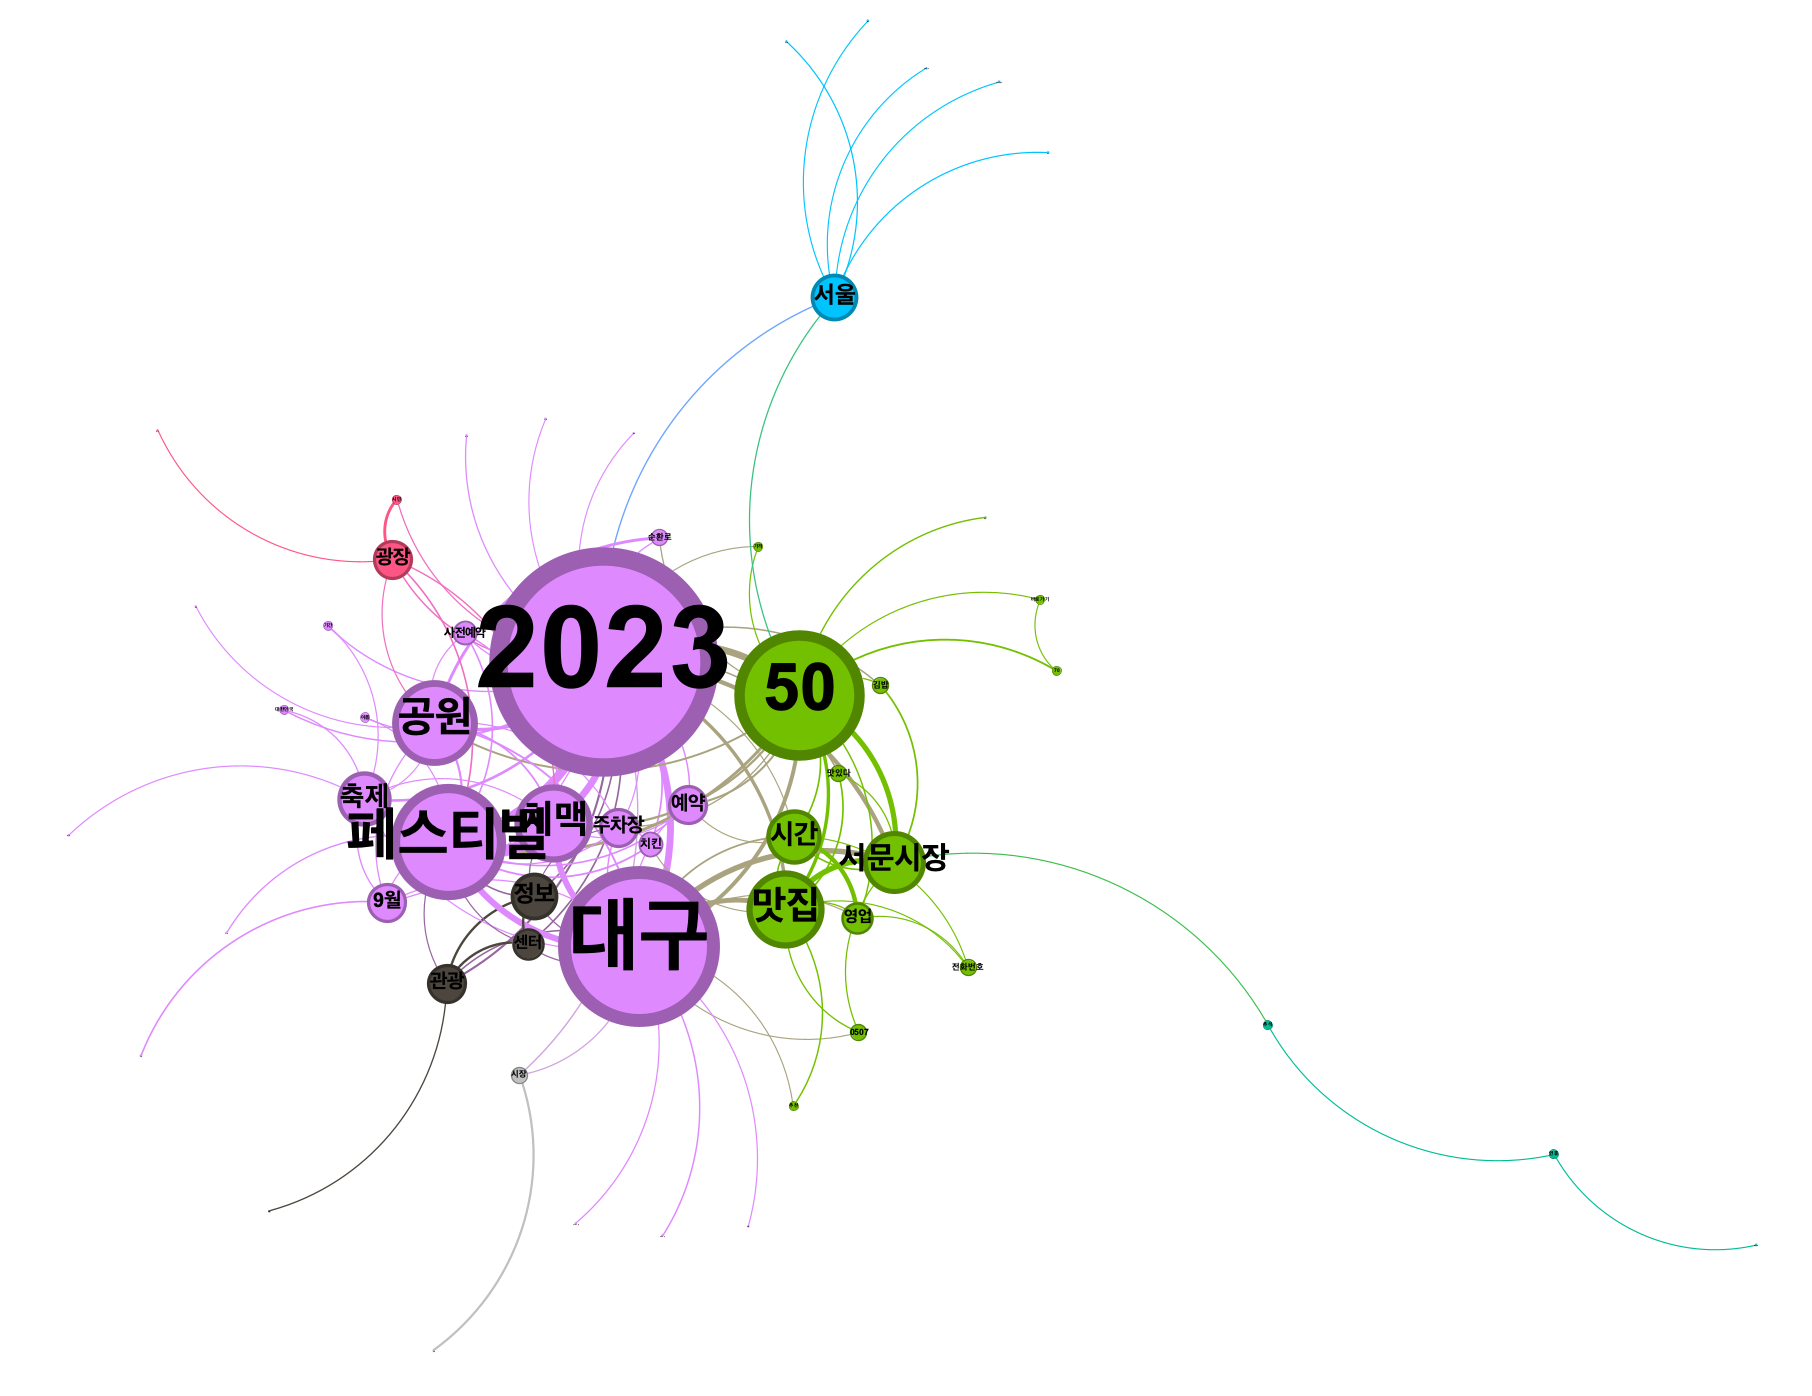 서울
순환로
광장
사전예약
2023
50
공원
김밥
맛있다
축제
치맥
예약
페스티벌
주차장
시간
치킨
서문시장
정보
9월
맛집
영업
센터
대구
관광
전화번호
0507
시장